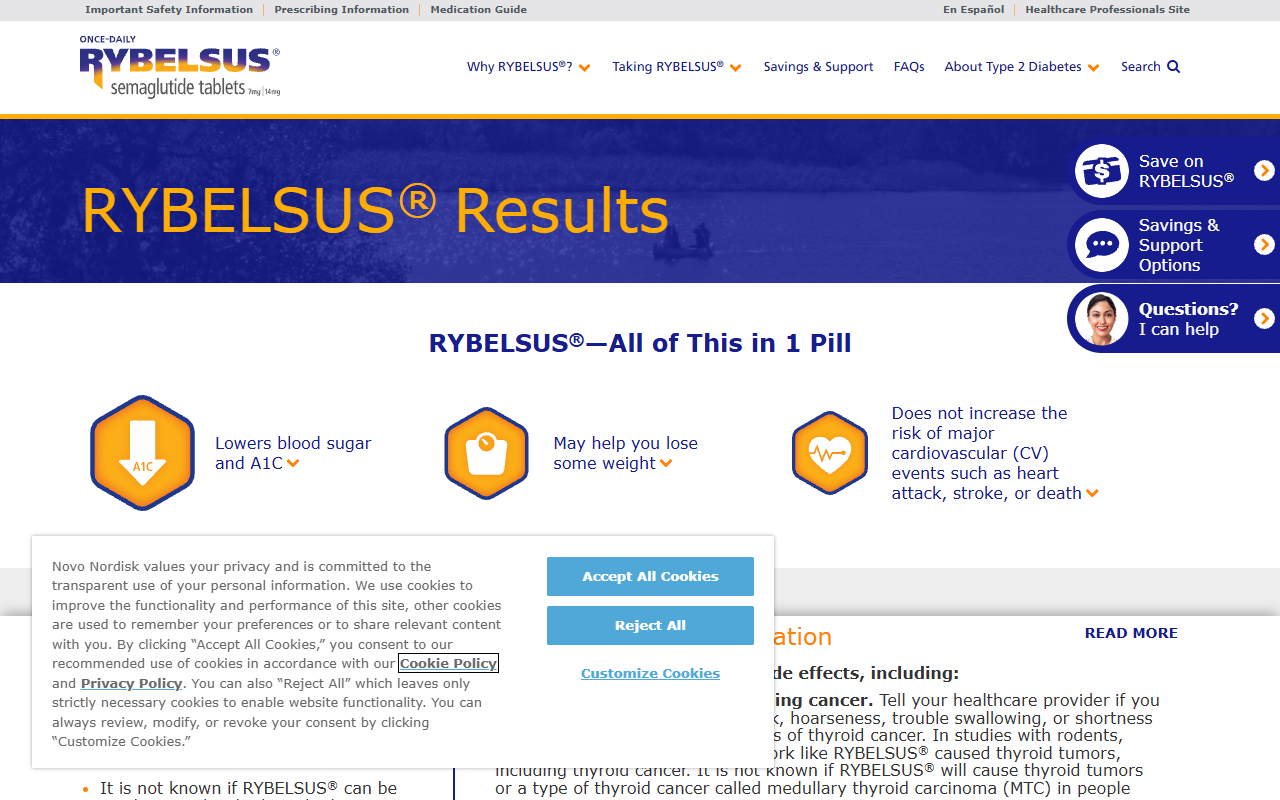 Important Safety Information
Prescribing Information
Medication Guide
En Español
Healthcare Professionals Site
ONCE-DAILY
RYBELSUS®
semaglutide tablets 7mg | 14mg
Why RYBELSUS®?
Taking RYBELSUS®
Savings & Support
FAQs
About Type 2 Diabetes
Search
RYBELSUS® Results
Save on
RYBELSUS®
Savings &
Support
Options
Questions?
I can help
RYBELSUS®—All of This in 1 Pill
A1C
Lowers blood sugar
and A1C
May help you lose
some weight
Does not increase the
risk of major
cardiovascular (CV)
events such as heart
attack, stroke, or death
Novo Nordisk values your privacy and is committed to the
transparent use of your personal information. We use cookies to
improve the functionality and performance of this site, other cookies
are used to remember your preferences or to share relevant content
with you. By clicking “Accept All Cookies,” you consent to our
recommended use of cookies in accordance with our Cookie Policy
and Privacy Policy. You can also “Reject All” which leaves only
strictly necessary cookies to enable website functionality. You can
always review, modify, or revoke your consent by clicking
“Customize Cookies.”
Accept All Cookies
Reject All
Customize Cookies
ation
READ MORE
de effects, including:
ing cancer. Tell your healthcare provider if you
k, hoarseness, trouble swallowing, or shortness
s of thyroid cancer. In studies with rodents,
ork like RYBELSUS® caused thyroid tumors,
including thyroid cancer. It is not known if RYBELSUS® will cause thyroid tumors
or a type of thyroid cancer called medullary thyroid carcinoma (MTC) in people
• It is not known if RYBELSUS® can be